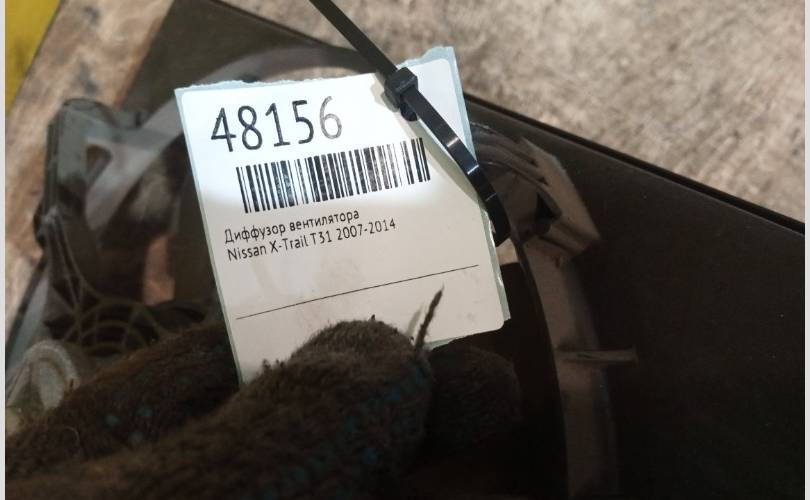 48156
Диффузор вентилятора
Nissan X-Trail T31 2007-2014